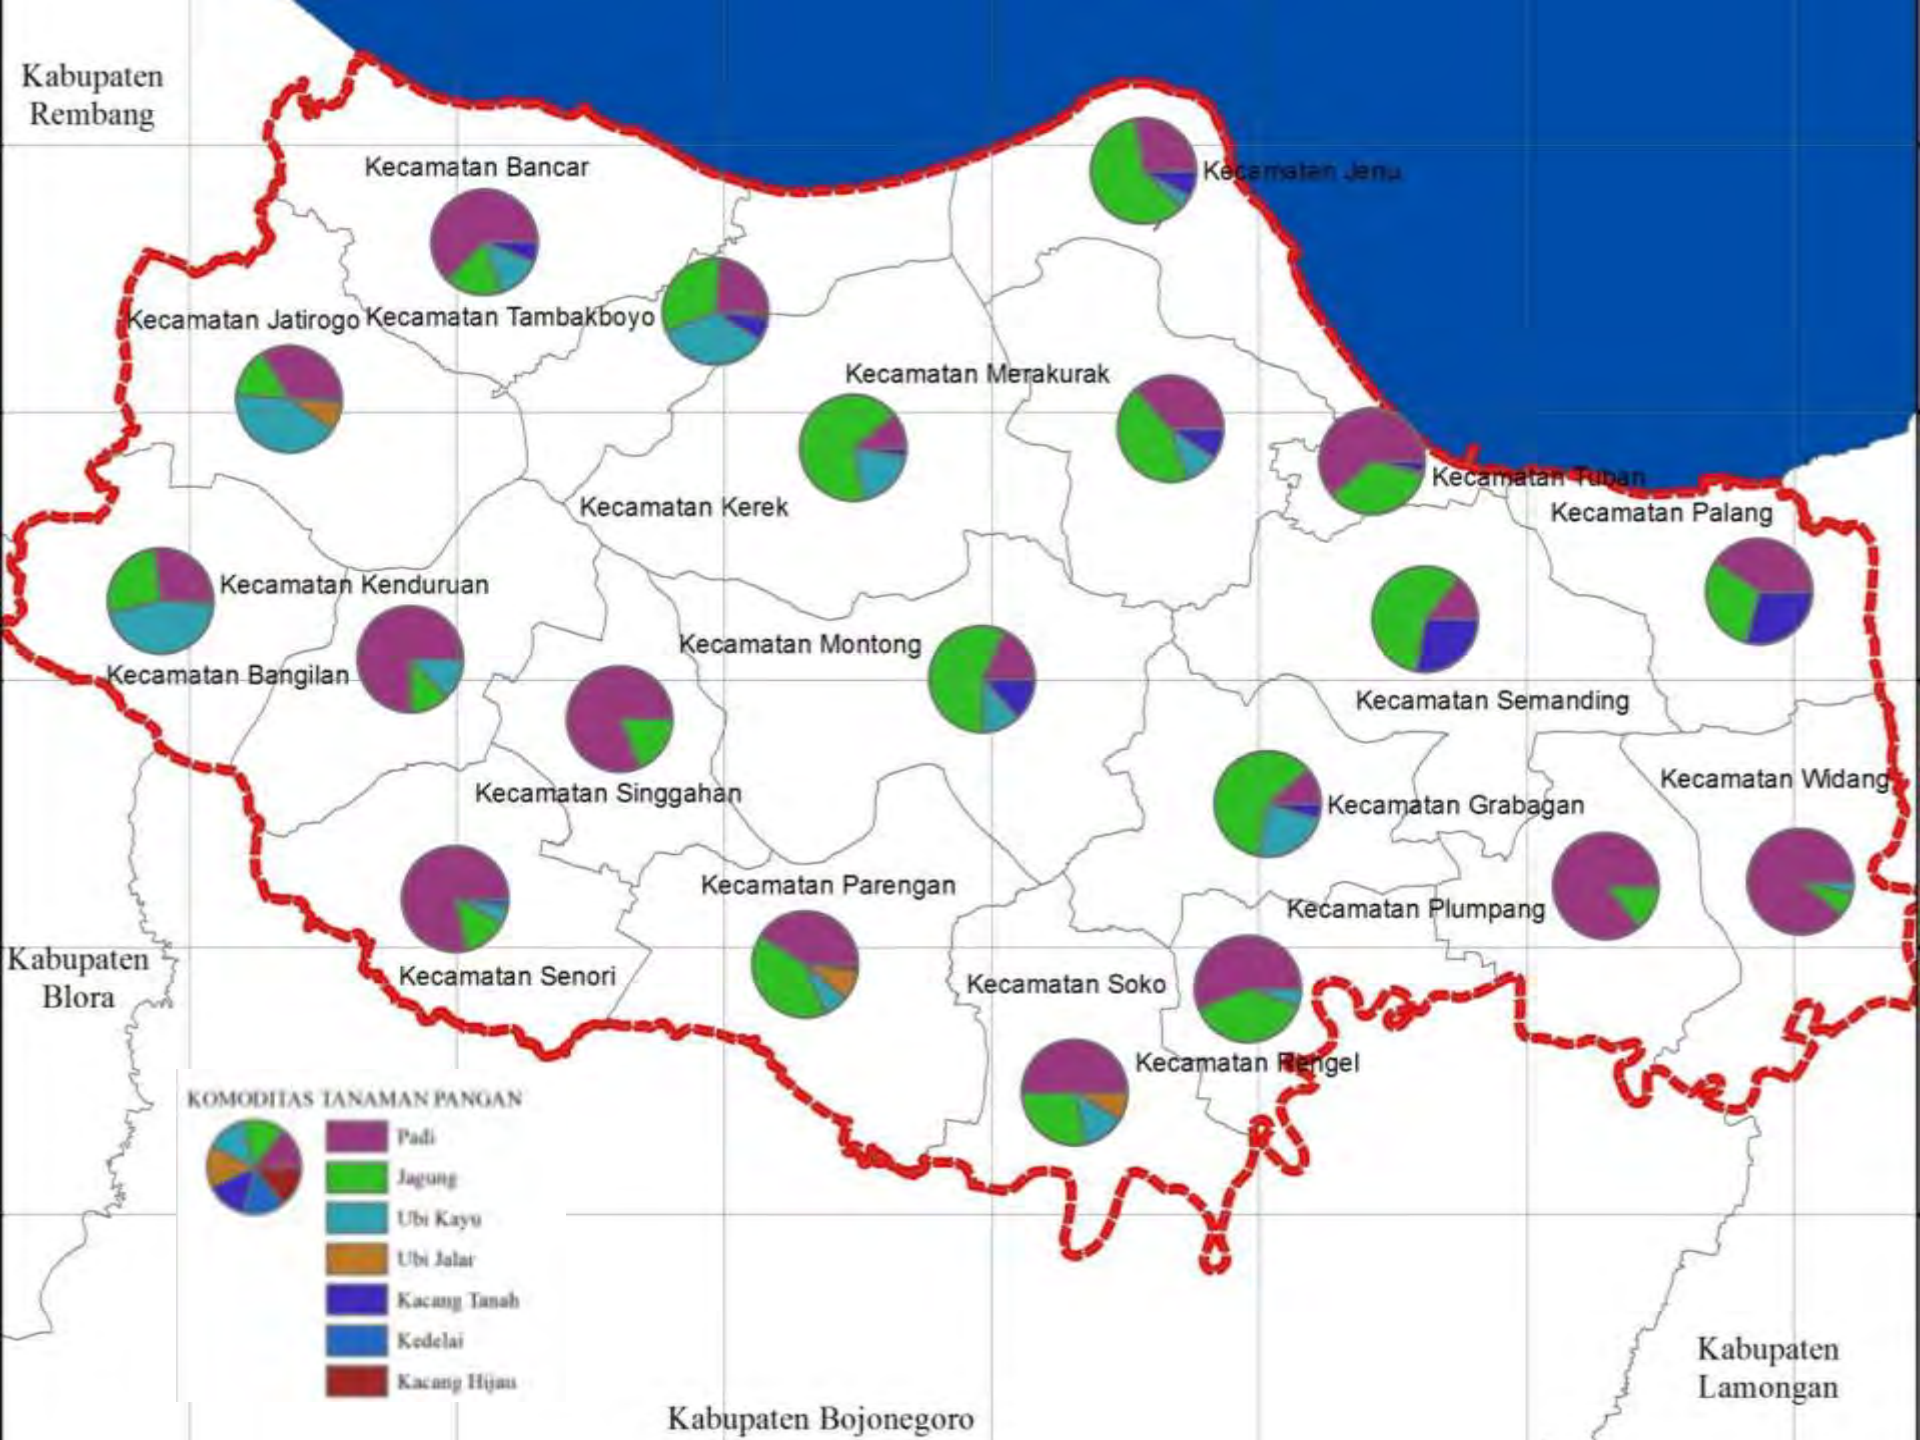 Kabupaten
Rembang
Kecamatan Bancar
Kecamatan Jenu
Kecamatan Jatirogo
Kecamatan Tambakboyo
Kecamatan Merakurak
Kecamatan Kerek
Kecamatan Tuban
Kecamatan Palang
Kecamatan Kenduruan
Kecamatan Bangilan
Kecamatan Montong
Kecamatan Semanding
Kecamatan Singgahan
Kecamatan Widang
Kecamatan Grabagan
Kecamatan Parengan
Kecamatan Plumpang
Kabupaten
Blora
Kecamatan Senori
Kecamatan Soko
Kecamatan Rengel
KOMODITAS TANAMAN PANGAN
Padi
Jagung
Ubi Kayu
Ubi Jalar
Kacang Tanah
Kedelai
Kacang Hijau
Kabupaten
Lamongan
Kabupaten Bojonegoro